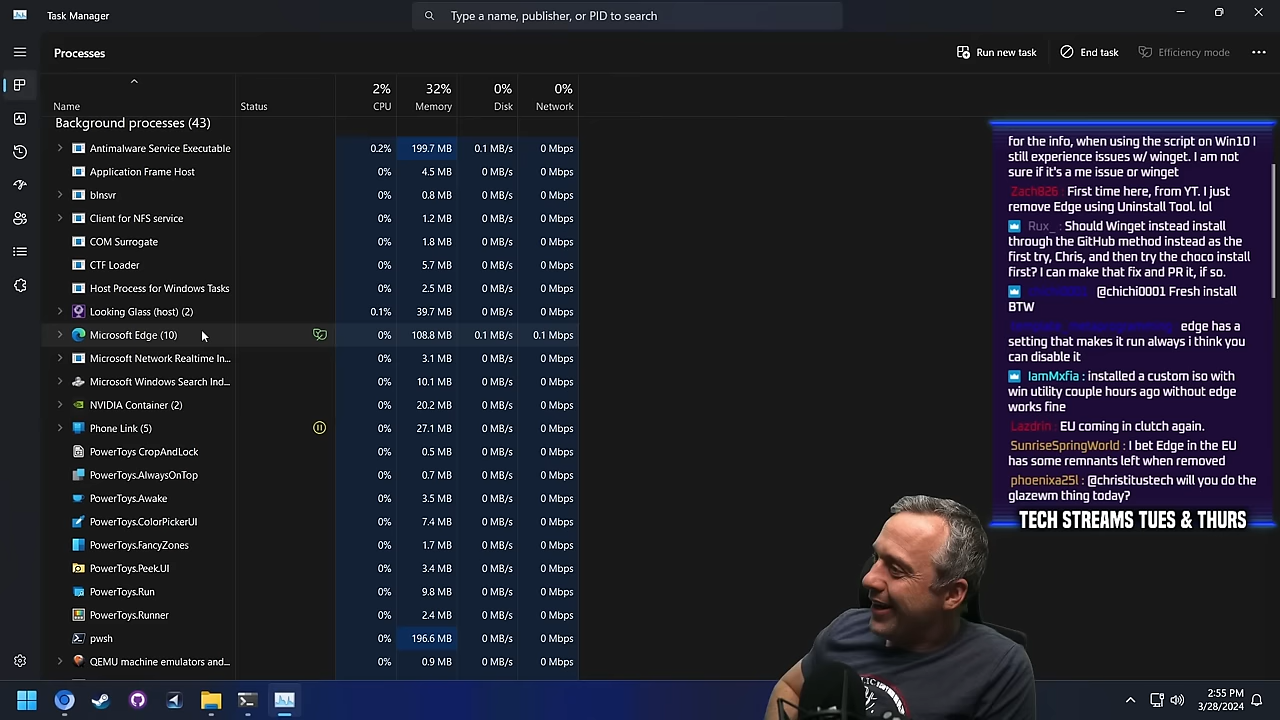 Task Manager
Type a name, publisher, or PID to search
Processes
Run new task
End task
Efficiency mode
2% 32% 0% 0%
Name Status CPU Memory Disk Network
Background processes (43)
Antimalware Service Executable 0.2% 199.7 MB 0.1 MB/s 0 Mbps
Application Frame Host 0% 4.5 MB 0 MB/s 0 Mbps
blnsvr 0% 0.8 MB 0 MB/s 0 Mbps
Client for NFS service 0% 1.2 MB 0 MB/s 0 Mbps
COM Surrogate 0% 1.8 MB 0 MB/s 0 Mbps
CTF Loader 0% 5.7 MB 0 MB/s 0 Mbps
Host Process for Windows Tasks 0% 2.5 MB 0 MB/s 0 Mbps
Looking Glass (host) (2) 0.1% 39.7 MB 0 MB/s 0 Mbps
Microsoft Edge (10) 0% 108.8 MB 0.1 MB/s 0.1 Mbps
Microsoft Network Realtime In... 0% 3.1 MB 0 MB/s 0 Mbps
Microsoft Windows Search Ind... 0% 10.1 MB 0 MB/s 0 Mbps
NVIDIA Container (2) 0% 20.2 MB 0 MB/s 0 Mbps
Phone Link (5) 0% 27.1 MB 0 MB/s 0 Mbps
PowerToys CropAndLock 0% 0.5 MB 0 MB/s 0 Mbps
PowerToys.AlwaysOnTop 0% 0.7 MB 0 MB/s 0 Mbps
PowerToys.Awake 0% 3.5 MB 0 MB/s 0 Mbps
PowerToys.ColorPickerUI 0% 7.4 MB 0 MB/s 0 Mbps
PowerToys.FancyZones 0% 1.7 MB 0 MB/s 0 Mbps
PowerToys.Peek.UI 0% 3.4 MB 0 MB/s 0 Mbps
PowerToys.Run 0% 9.8 MB 0 MB/s 0 Mbps
PowerToys.Runner 0% 2.4 MB 0 MB/s 0 Mbps
pwsh 0% 196.6 MB 0 MB/s 0 Mbps
QEMU machine emulators and... 0% 0.9 MB 0 MB/s 0 Mbps
for the info, when using the script on Win10 I
still experience issues w/ winget. I am not
sure if it's a me issue or winget
Zach826 : First time here, from YT. I just
remove Edge using Uninstall Tool. lol
Rux_ : Should Winget instead install
through the GitHub method instead as the
first try, Chris, and then try the choco install
first? I can make that fix and PR it, if so.
@chichi0001 Fresh install
BTW
edge has a
setting that makes it run always i think you
can disable it
IamMxfia : installed a custom iso with
win utility couple hours ago without edge
works fine
Lazdrin : EU coming in clutch again.
SunriseSpringWorld : I bet Edge in the EU
has some remnants left when removed
phoenixa25l : @christitustech will you do the
glazewm thing today?
TECH STREAMS TUES & THURS
2:55 PM
3/28/2024